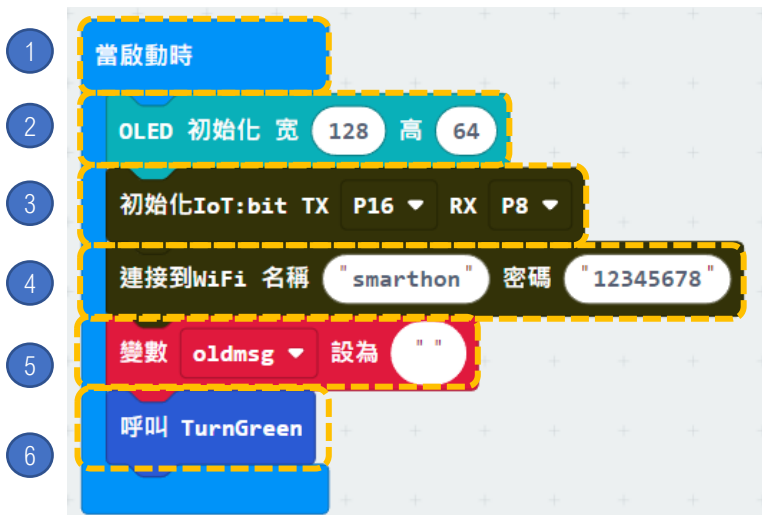 1 當啟動時
2 OLED 初始化 宽 128 高 64
3 初始化IoT:bit TX P16 RX P8
4 連接到WiFi 名稱 "smarthon" 密碼 "12345678"
5 變數 oldmsg 設為 " "
6 呼叫 TurnGreen